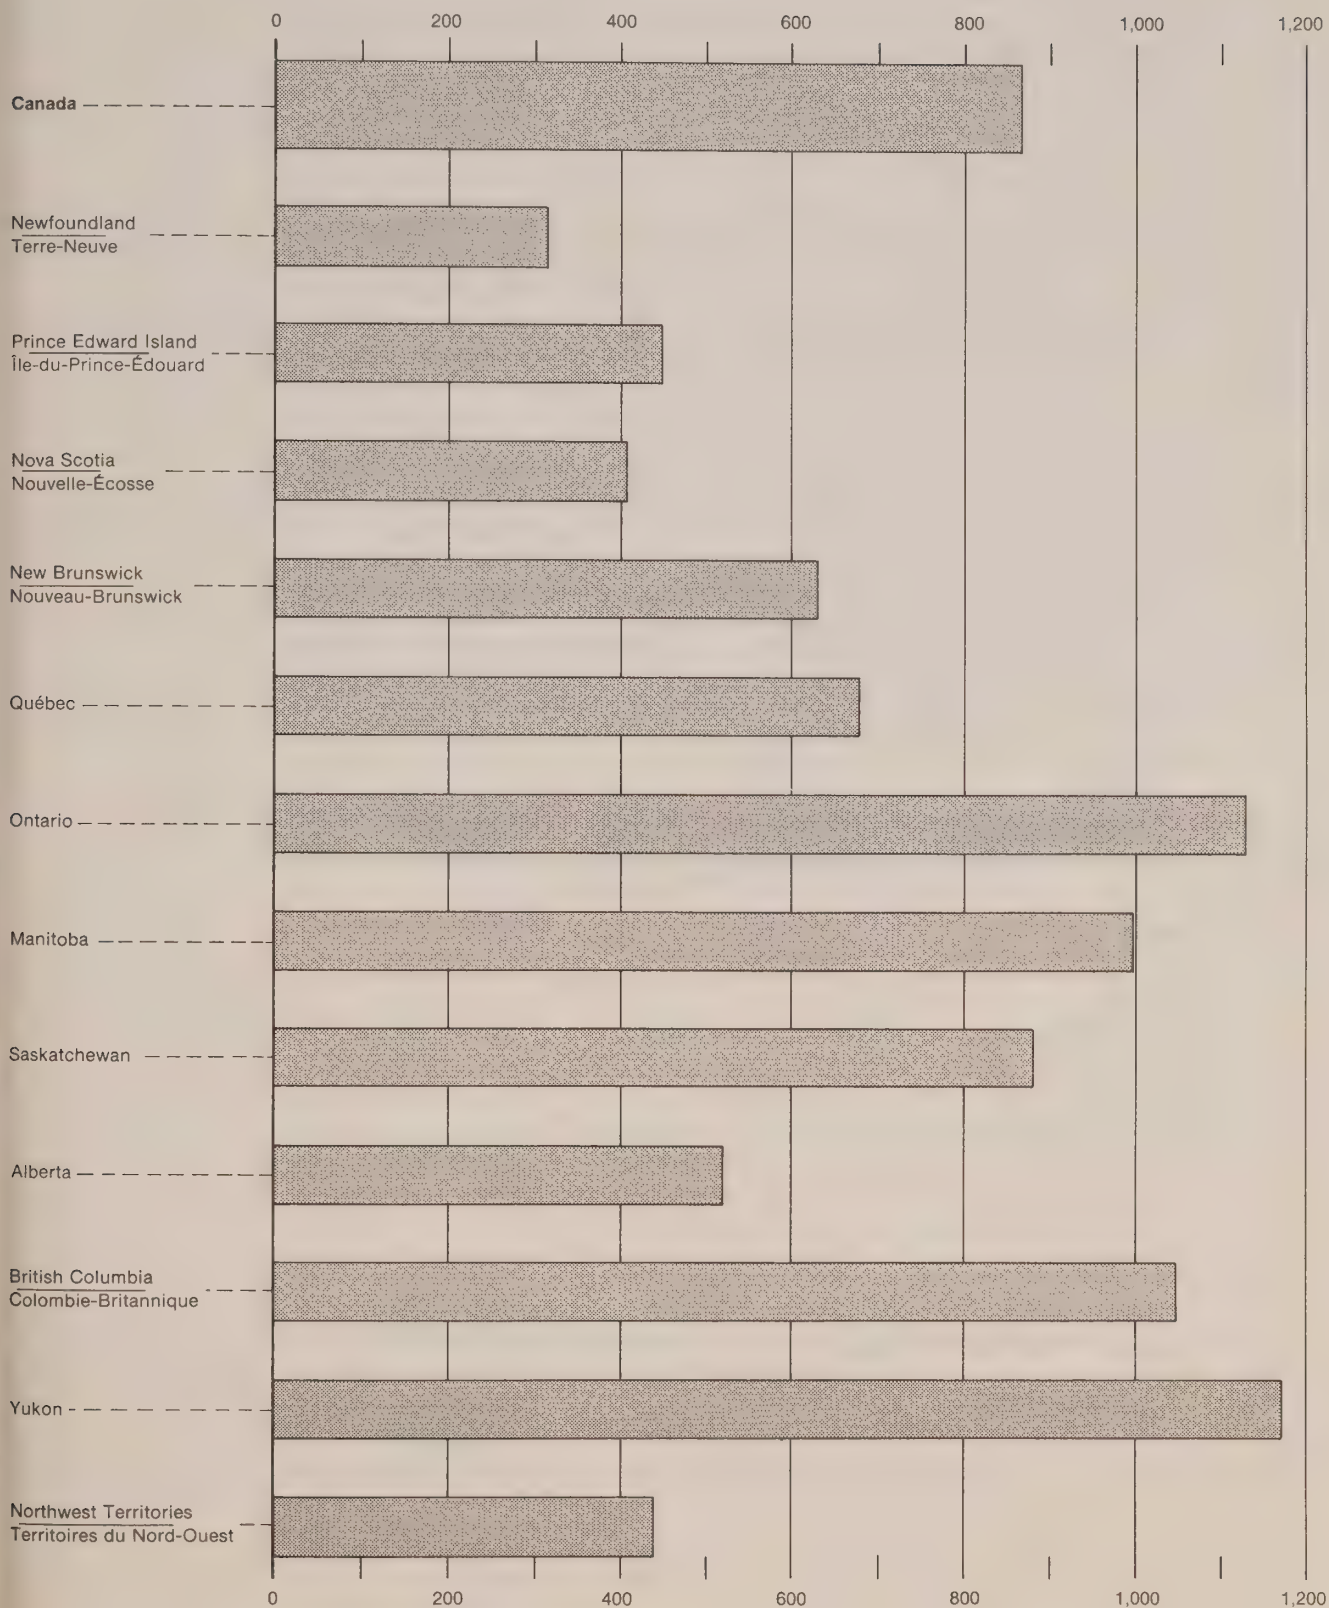 0 200 400 600 800 1,000 1,200
Canada
Newfoundland
Terre-Neuve
Prince Edward Island
Île-du-Prince-Édouard
Nova Scotia
Nouvelle-Écosse
New Brunswick
Nouveau-Brunswick
Québec
Ontario
Manitoba
Saskatchewan
Alberta
British Columbia
Colombie-Britannique
Yukon
Northwest Territories
Territoires du Nord-Ouest
0 200 400 600 800 1,000 1,200